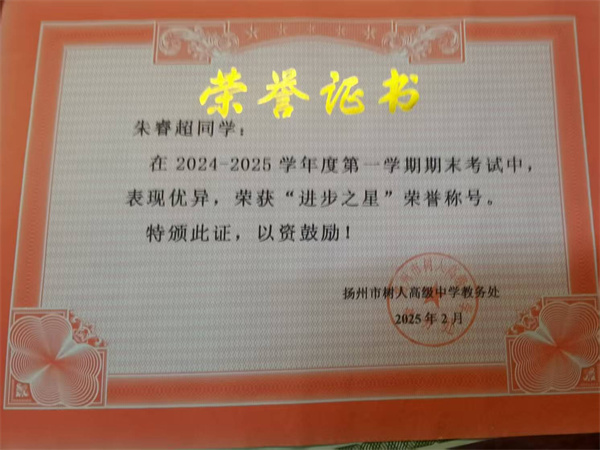 荣誉证书
朱睿超同学：
在 2024-2025 学年度第一学期期末考试中，
表现优异，荣获“进步之星”荣誉称号。
特颁此证，以资鼓励！
扬州市树人高级中学教务处
2025 年 2 月